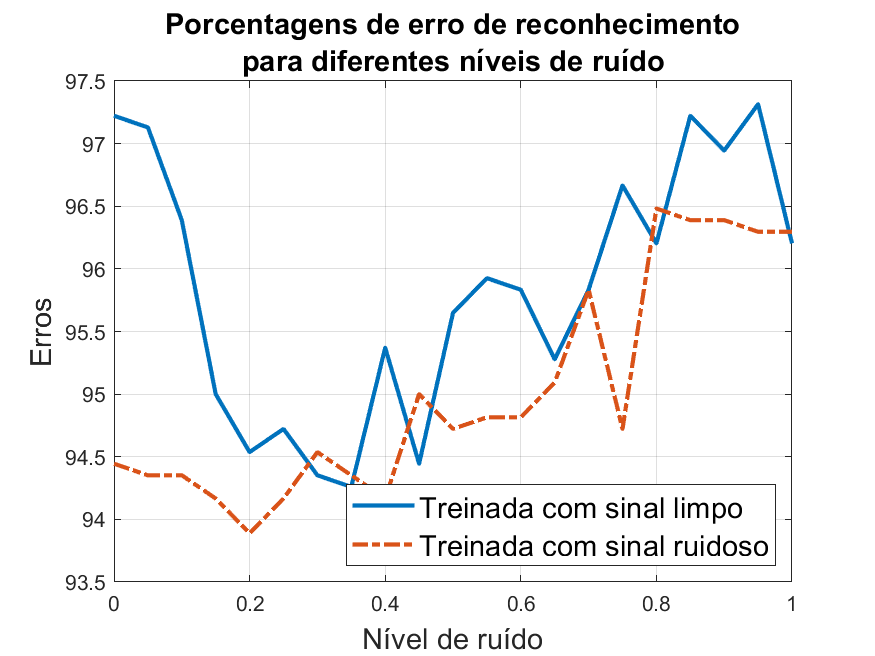 Porcentagens de erro de reconhecimento
para diferentes níveis de ruído
97.5
97
96.5
96
95.5
95
94.5
94
93.5
Erros
Treinada com sinal limpo
Treinada com sinal ruidoso
0 0.2 0.4 0.6 0.8 1
Nível de ruído